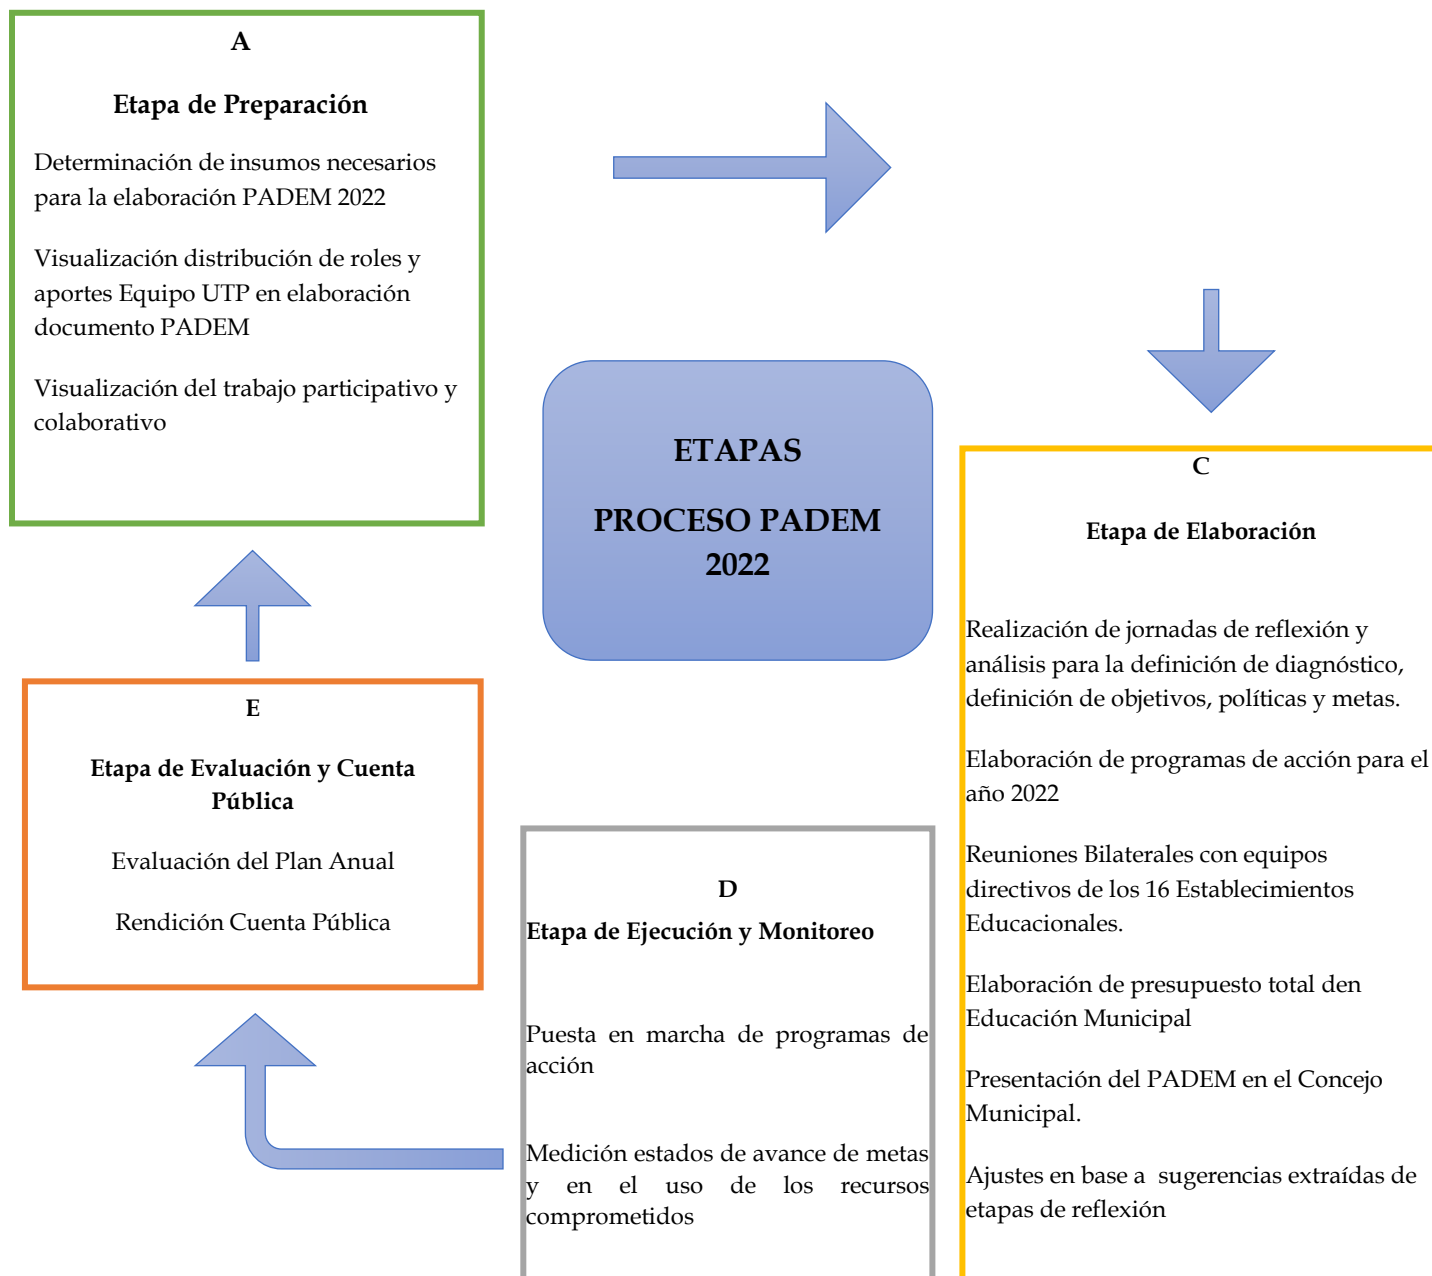 A
Etapa de Preparación
Determinación de insumos necesarios
para la elaboración PADEM 2022
Visualización distribución de roles y
aportes Equipo UTP en elaboración
documento PADEM
Visualización del trabajo participativo y
colaborativo
ETAPAS
PROCESO PADEM
2022
C
Etapa de Elaboración
Realización de jornadas de reflexión y
análisis para la definición de diagnóstico,
definición de objetivos, políticas y metas.
Elaboración de programas de acción para el
año 2022
Reuniones Bilaterales con equipos
directivos de los 16 Establecimientos
Educacionales.
Elaboración de presupuesto total den
Educación Municipal
Presentación del PADEM en el Concejo
Municipal.
Ajustes en base a  sugerencias extraídas de
etapas de reflexión
D
Etapa de Ejecución y Monitoreo
Puesta en marcha de programas de
acción
Medición estados de avance de metas
y en el uso de los recursos
comprometidos
E
Etapa de Evaluación y Cuenta
Pública
Evaluación del Plan Anual
Rendición Cuenta Pública